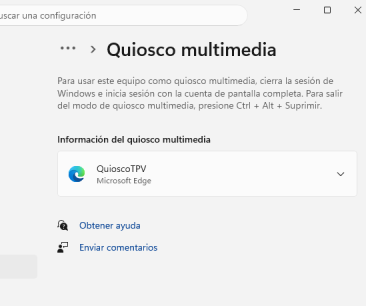 uscar una configuración
... > Quiosco multimedia
Para usar este equipo como quiosco multimedia, cierra la sesión de
Windows e inicia sesión con la cuenta de pantalla completa. Para salir
del modo de quiosco multimedia, presione Ctrl + Alt + Suprimir.
Información del quiosco multimedia
QuioscoTPV
Microsoft Edge
Obtener ayuda
Enviar comentarios